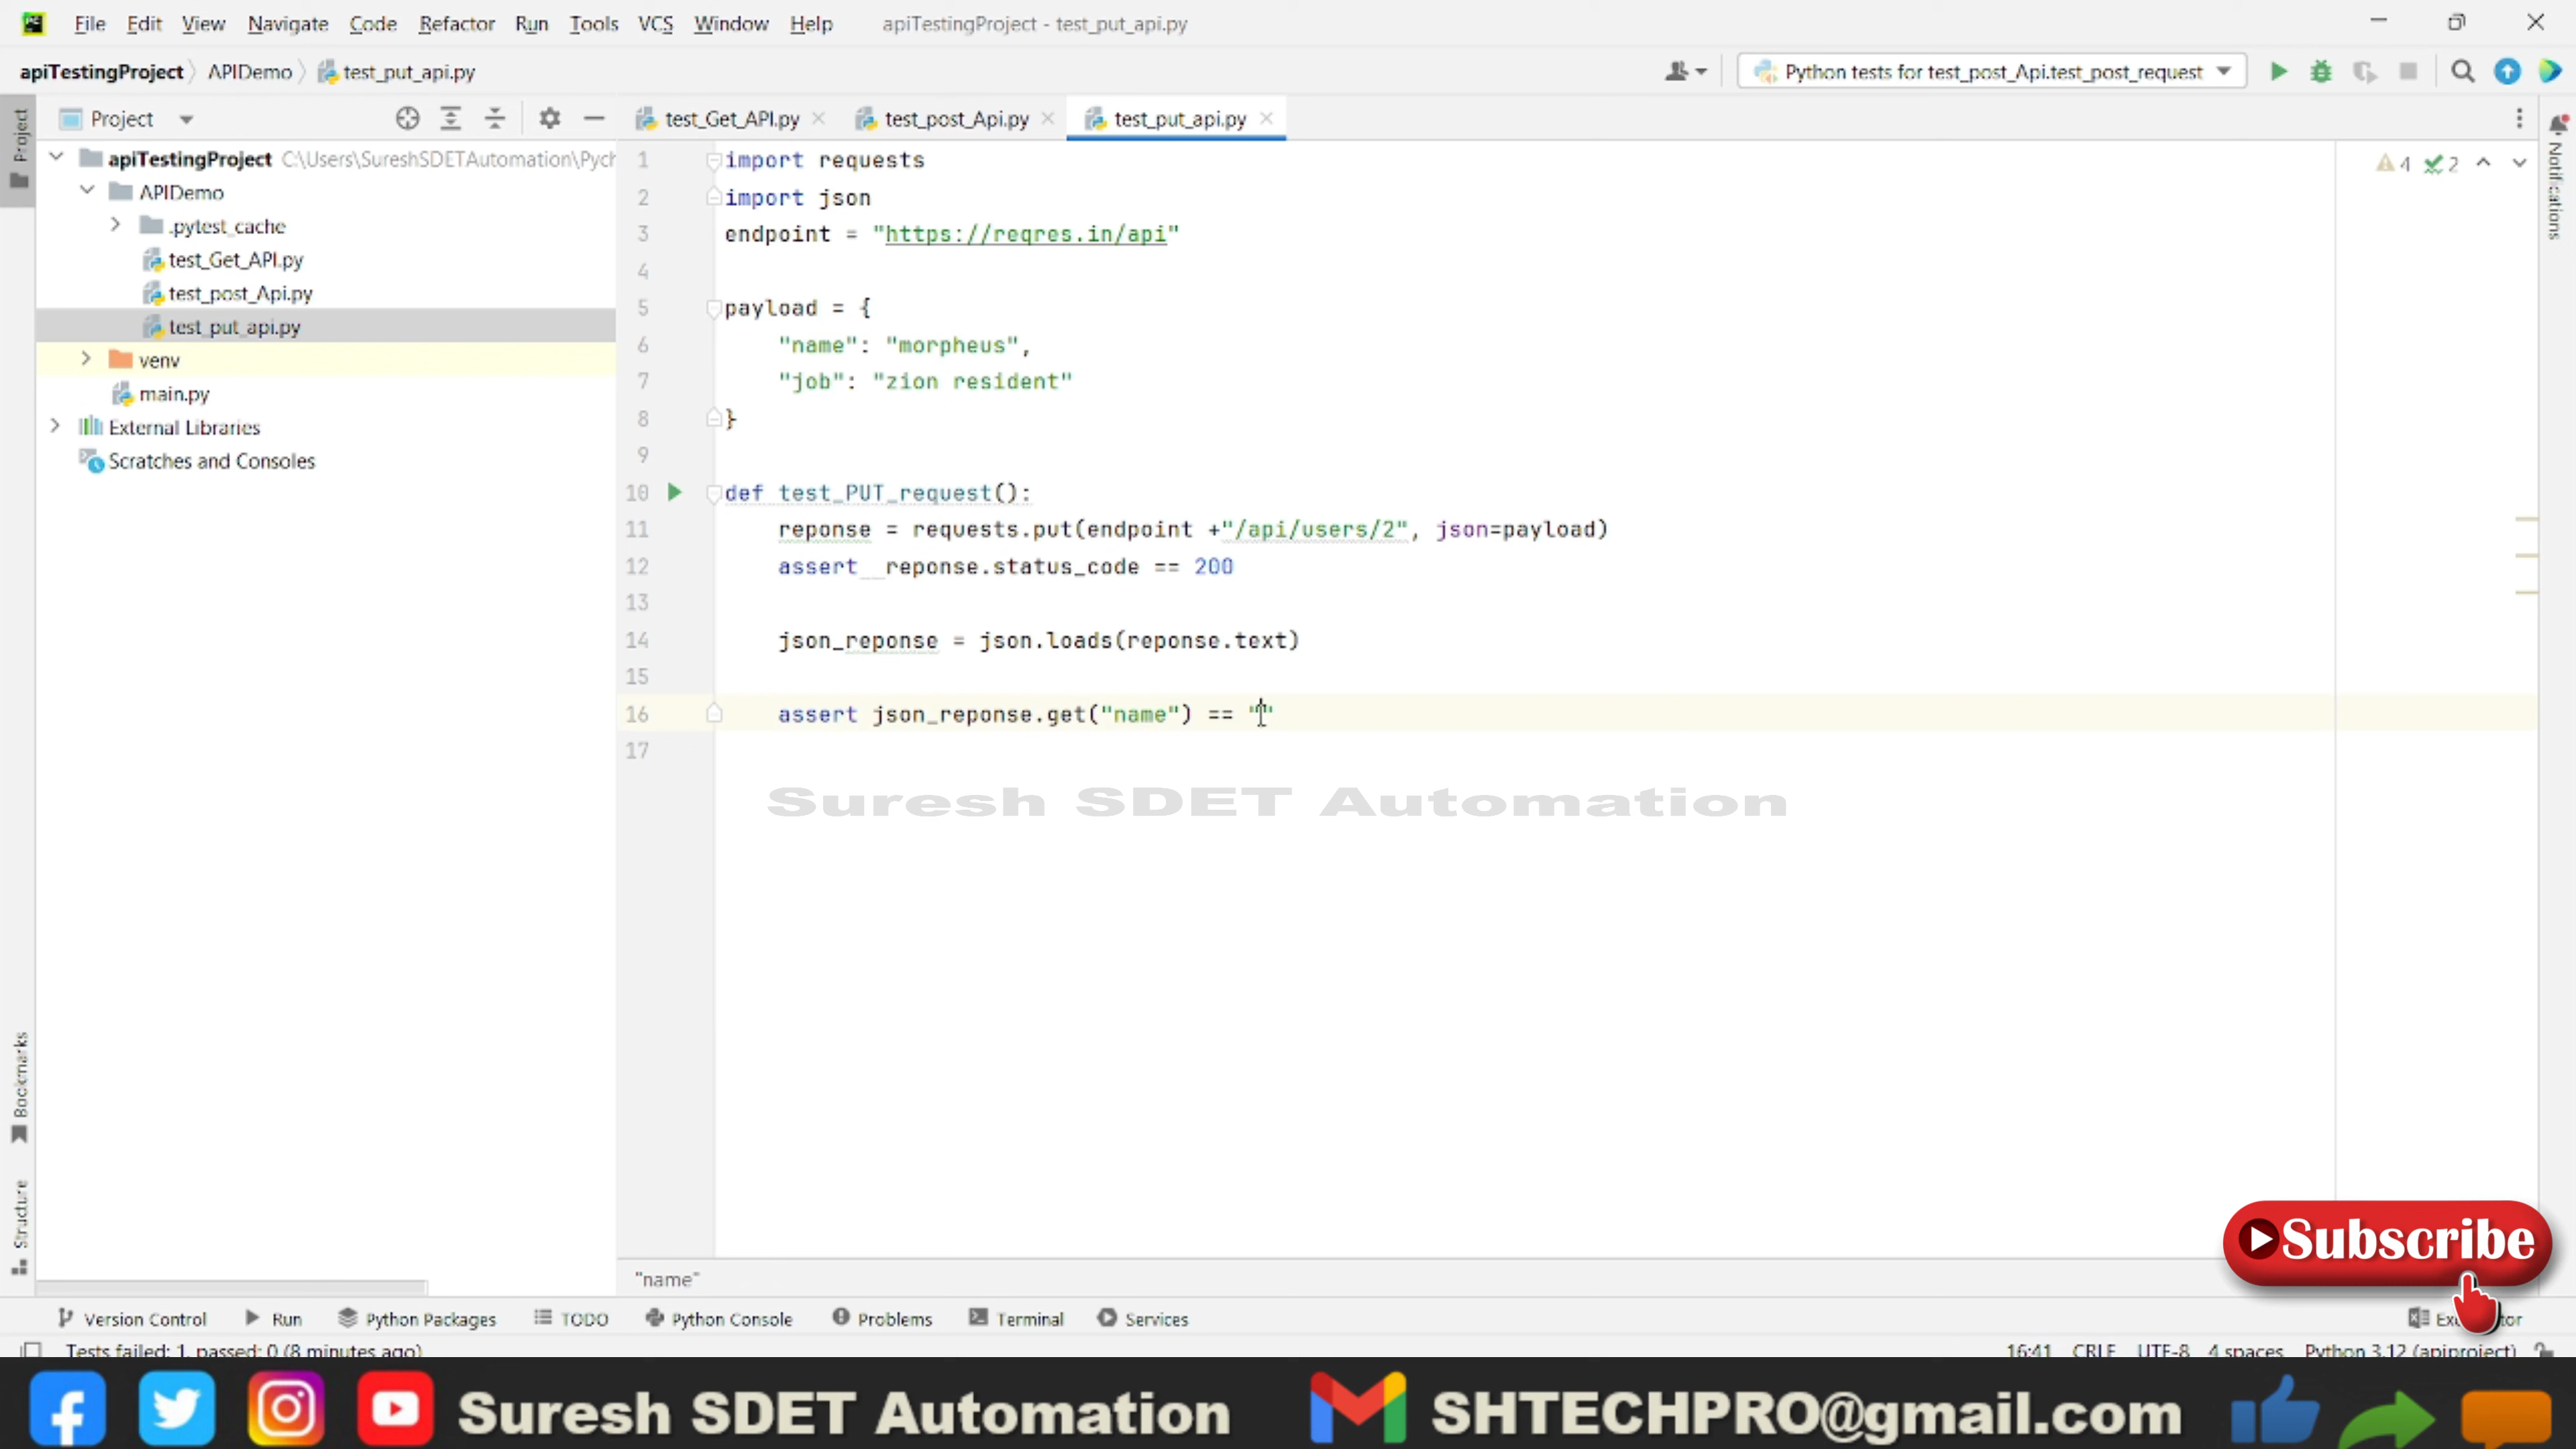 File Edit View Navigate Code Refactor Run Tools VCS Window Help apiTestingProject - test_put_api.py
apiTestingProject APIDemo test_put_api.py Python tests for test_post_Api.test_post_request
Project test_Get_API.py test_post_Api.py test_put_api.py
Project
Notifications
apiTestingProject C:\Users\SureshSDETAutomation\Pych
APIDemo
.pytest_cache
test_Get_API.py
test_post_Api.py
test_put_api.py
venv
main.py
External Libraries
Scratches and Consoles
4 2
1 import requests
2 import json
3 endpoint = "https://reqres.in/api"
4
5 payload = {
6 "name": "morpheus",
7 "job": "zion resident"
8 }
9
10 def test_PUT_request():
11 reponse = requests.put(endpoint +"/api/users/2", json=payload)
12 assert  reponse.status_code == 200
13
14 json_reponse = json.loads(reponse.text)
15
16 assert json_reponse.get("name") == ""
17
Suresh SDET Automation
Bookmarks
Structure
Subscribe
"name"
Version Control Run Python Packages TODO Python Console Problems Terminal Services
Tests failed: 1, passed: 0 (8 minutes ago) 16:41 CRLF UTF-8 4 spaces Python 3.12 (apiproject)
Suresh SDET Automation SHTECHPRO@gmail.com